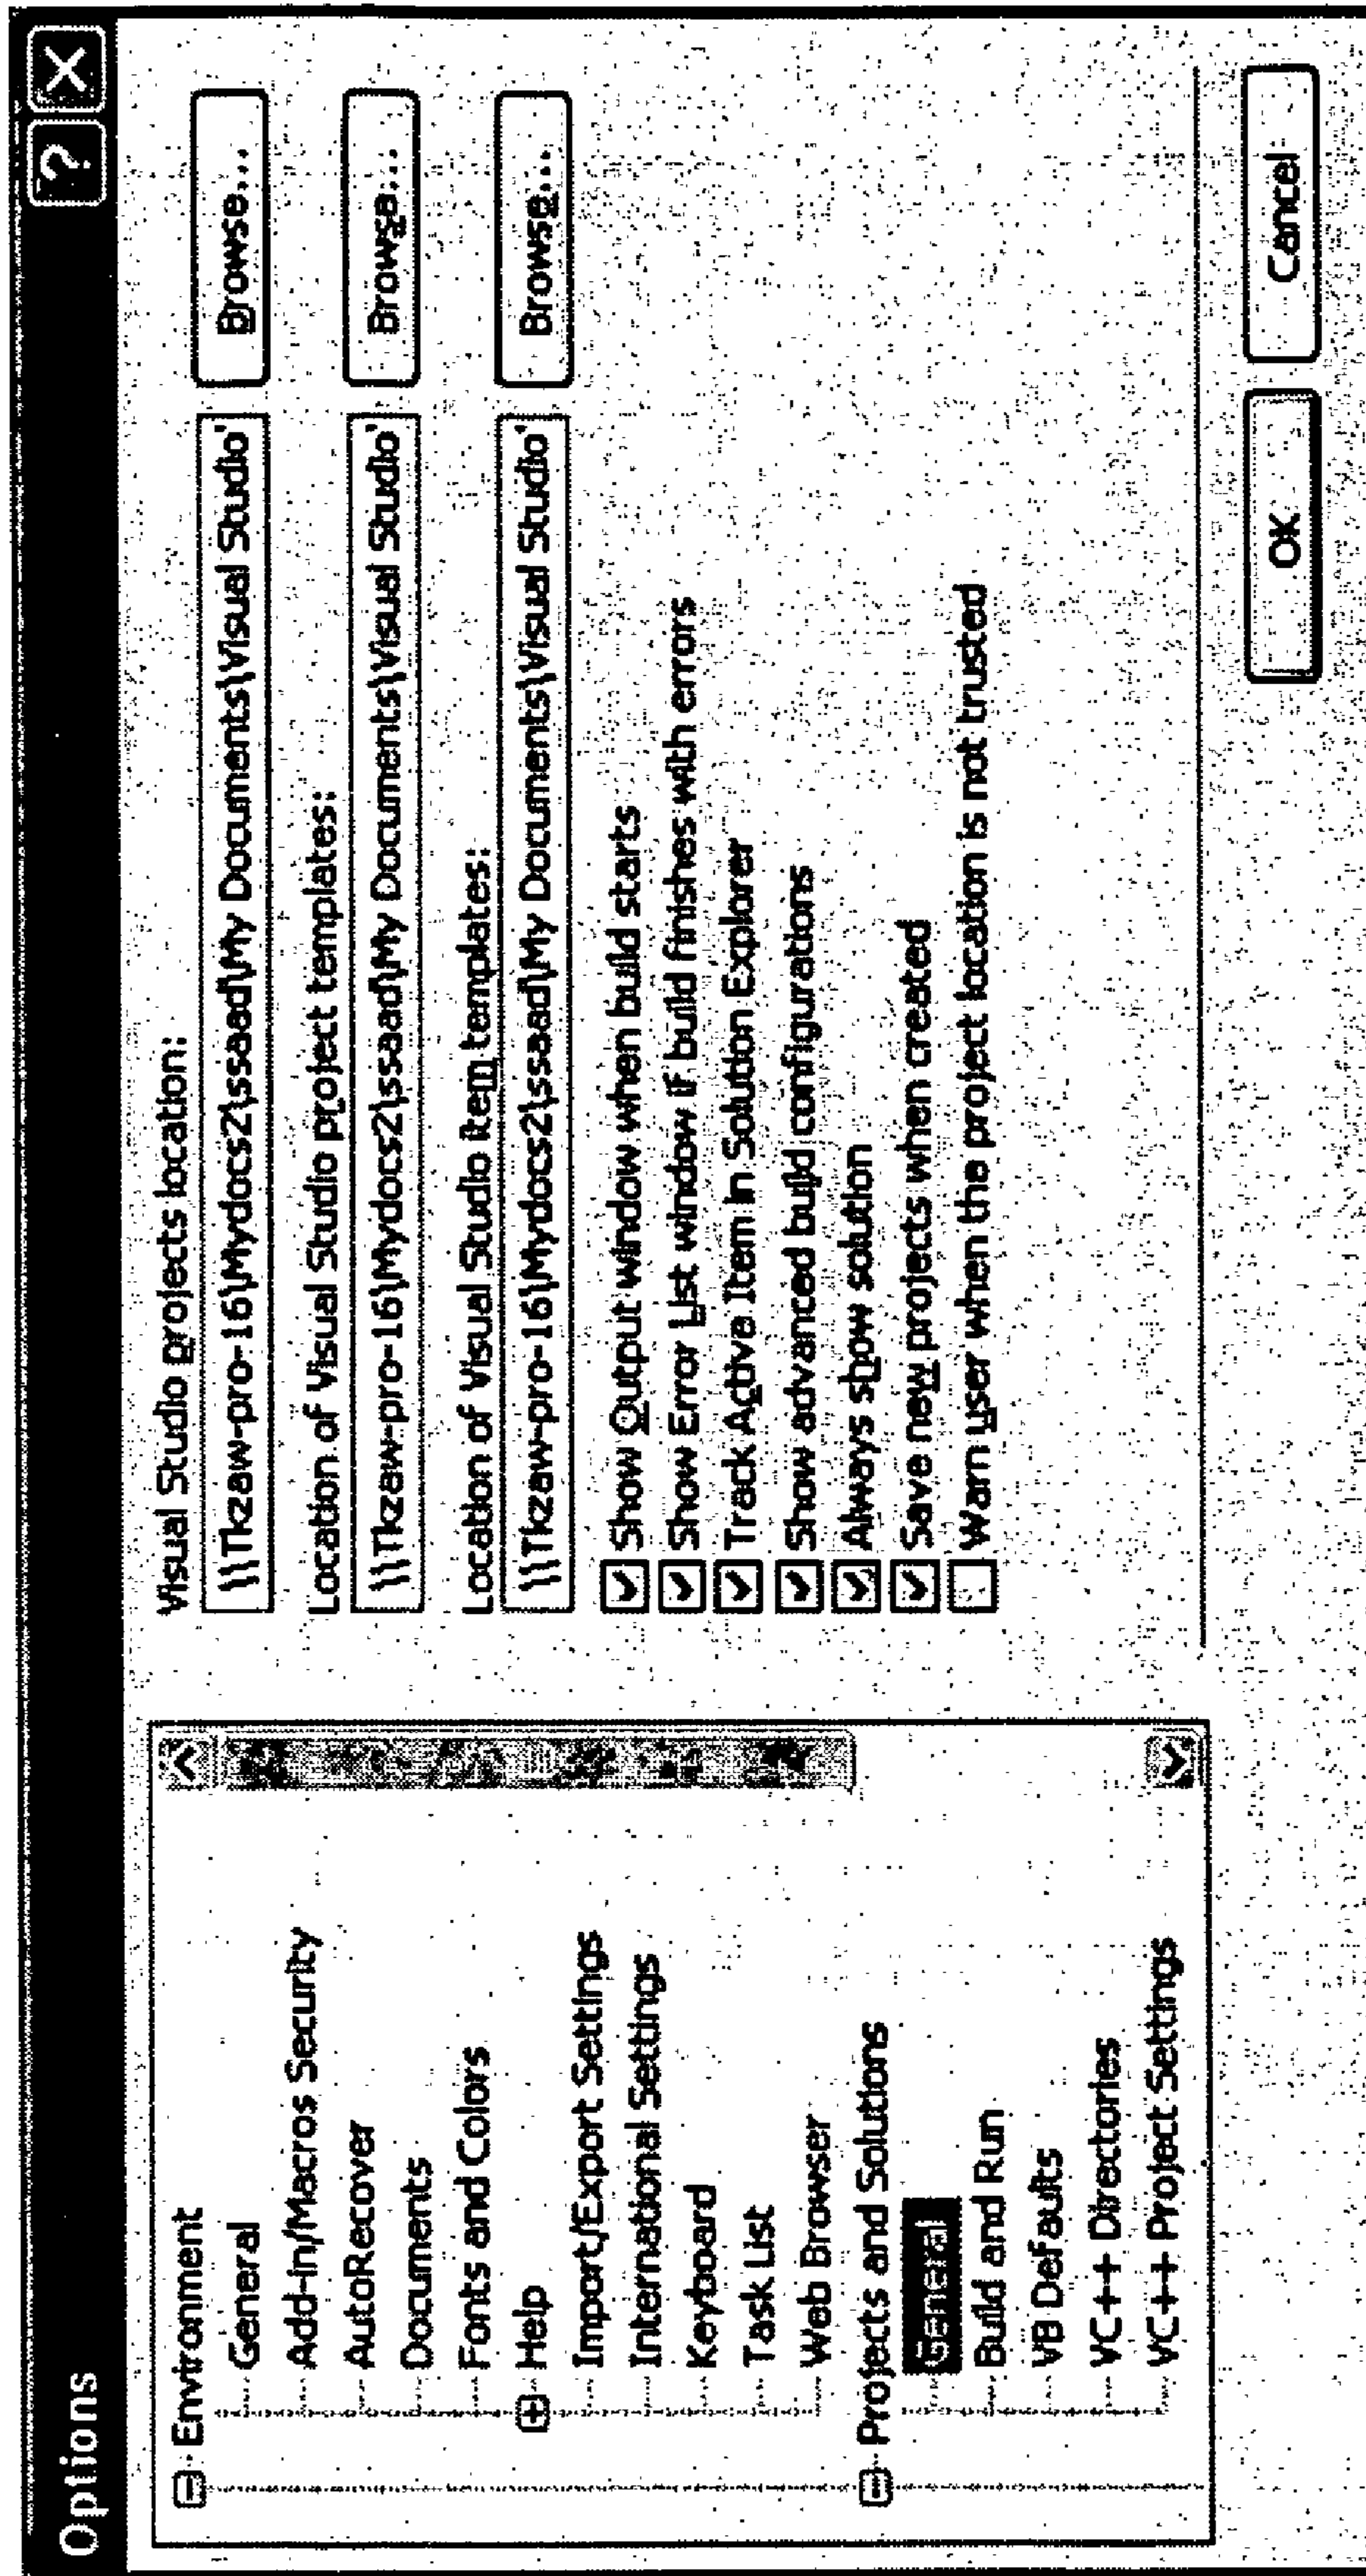 Options
Environment
General
Add-in/Macros Security
AutoRecover
Documents
Fonts and Colors
Help
Import/Export Settings
International Settings
Keyboard
Task List
Web Browser
Projects and Solutions
General
Build and Run
VB Defaults
VC++ Directories
VC++ Project Settings
Visual Studio projects location:
\\Tkzaw-pro-16\Mydocs2\ssaad\My Documents\Visual Studio
Browse...
Location of Visual Studio project templates:
\\Tkzaw-pro-16\Mydocs2\ssaad\My Documents\Visual Studio
Browse...
Location of Visual Studio item templates:
\\Tkzaw-pro-16\Mydocs2\ssaad\My Documents\Visual Studio
Browse...
Show Output window when build starts
Show Error List window if build finishes with errors
Track Active Item in Solution Explorer
Show advanced build configurations
Always show solution
Save new projects when created
Warn user when the project location is not trusted
OK
Cancel